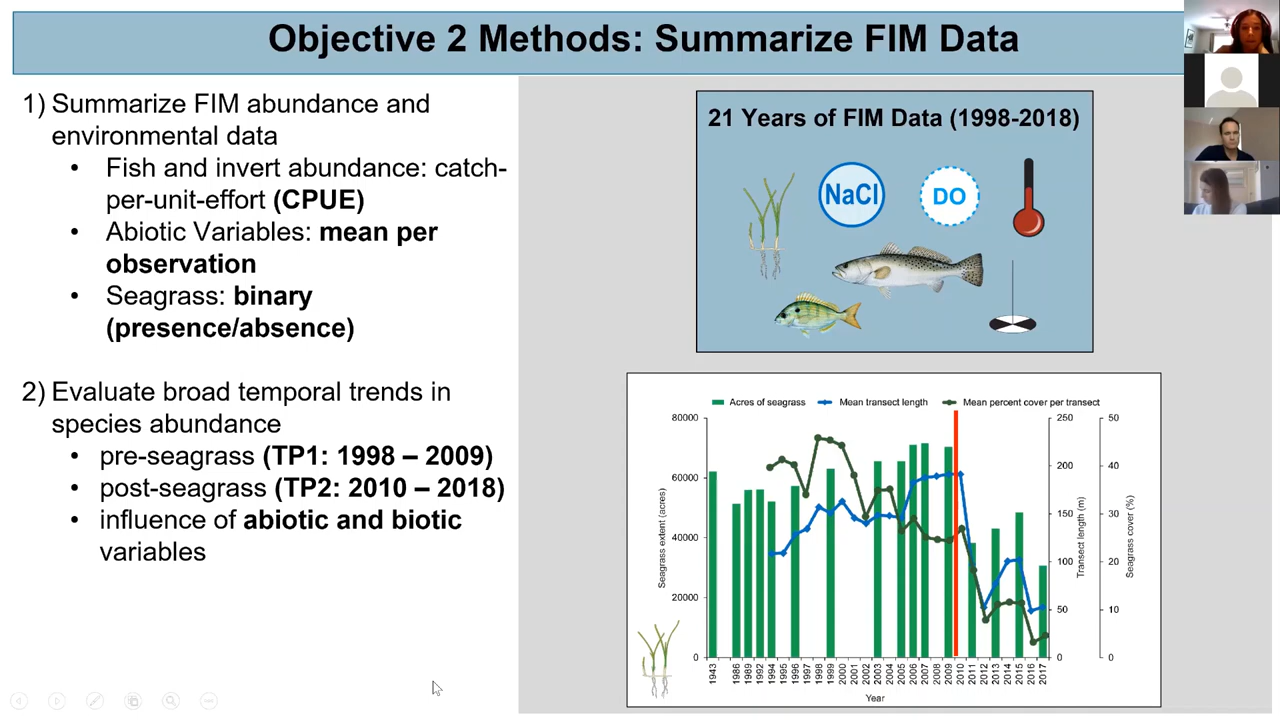 Objective 2 Methods: Summarize FIM Data
1) Summarize FIM abundance and
environmental data
• Fish and invert abundance: catch-
per-unit-effort (CPUE)
• Abiotic Variables: mean per
observation
• Seagrass: binary
(presence/absence)
2) Evaluate broad temporal trends in
species abundance
• pre-seagrass (TP1: 1998 – 2009)
• post-seagrass (TP2: 2010 – 2018)
• influence of abiotic and biotic
variables
21 Years of FIM Data (1998-2018)
NaCl
DO
Acres of seagrass
Mean transect length
Mean percent cover per transect
80000
60000
40000
20000
0
Seagrass extent (acres)
250
200
150
100
50
0
Transect length (m)
50
40
30
20
10
0
Seagrass cover (%)
1943
1986
1989
1992
1994
1995
1996
1997
1998
1999
2000
2001
2002
2003
2004
2005
2006
2007
2008
2009
2010
2011
2012
2013
2014
2015
2016
2017
Year